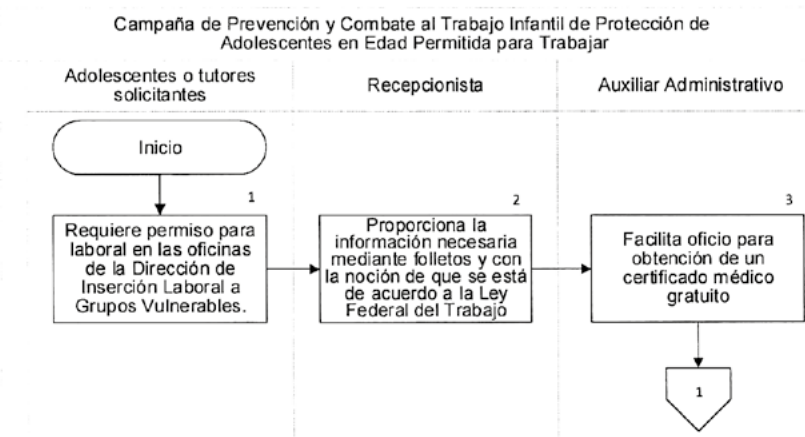 Campaña de Prevención y Combate al Trabajo Infantil de Protección de
Adolescentes en Edad Permitida para Trabajar
Adolescentes o tutores
solicitantes
Recepcionista
Auxiliar Administrativo
Inicio
1
Requiere permiso para
laboral en las oficinas
de la Dirección de
Inserción Laboral a
Grupos Vulnerables.
2
Proporciona la
información necesaria
mediante folletos y con
la noción de que se está
de acuerdo a la Ley
Federal del Trabajo
3
Facilita oficio para
obtención de un
certificado médico
gratuito
1